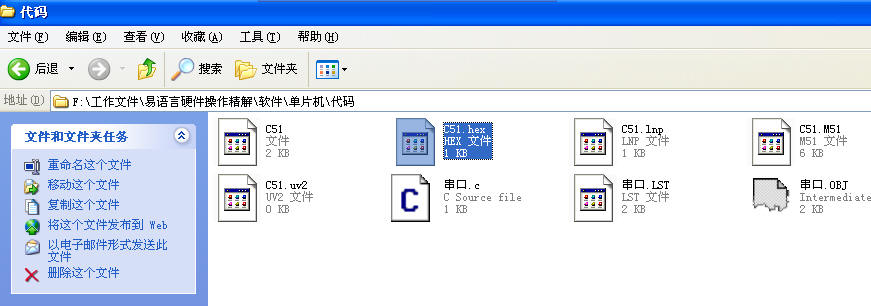 代码
文件(F) 编辑(E) 查看(V) 收藏(A) 工具(T) 帮助(H)
后退 搜索 文件夹
地址(D) F:\工作文件\易语言硬件操作精解\软件\单片机\代码
文件和文件夹任务
重命名这个文件
移动这个文件
复制这个文件
将这个文件发布到 Web
以电子邮件形式发送此
文件
删除这个文件
C51
文件
2 KB
C51.hex
HEX 文件
1 KB
C51.lnp
LNP 文件
1 KB
C51.M51
M51 文件
6 KB
C51.uv2
UV2 文件
0 KB
串口.c
C Source file
1 KB
串口.LST
LST 文件
2 KB
串口.OBJ
Intermediate
2 KB